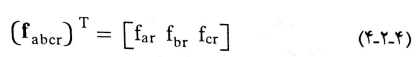 (f_abcr)^T = [f_ar f_br f_cr] (۴-۲-۴)